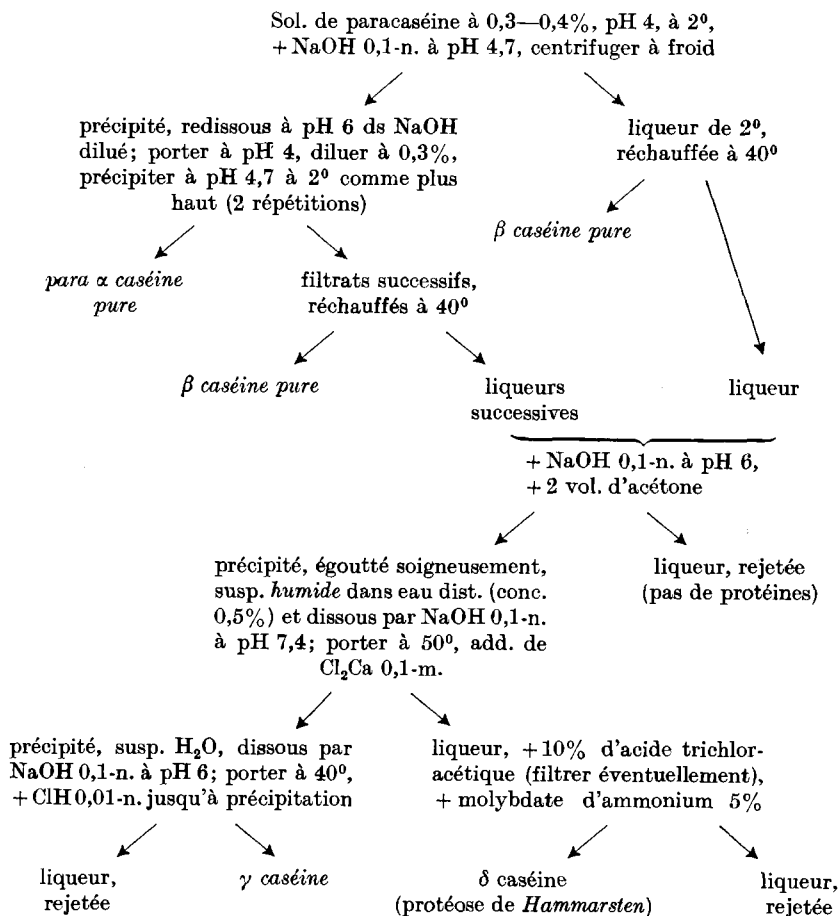 Sol. de paracaséine à 0,3—0,4%, pH 4, à 2⁰,
+ NaOH 0,1-n. à pH 4,7, centrifuger à froid
précipité, redissous à pH 6 ds NaOH
dilué; porter à pH 4, diluer à 0,3%,
précipiter à pH 4,7 à 2⁰ comme plus
haut (2 répétitions)
liqueur de 2⁰,
réchauffée à 40⁰
β caséine pure
para α caséine
pure
filtrats successifs,
réchauffés à 40⁰
β caséine pure
liqueurs
successives
liqueur
+ NaOH 0,1-n. à pH 6,
+ 2 vol. d'acétone
précipité, égoutté soigneusement,
susp. humide dans eau dist. (conc.
0,5%) et dissous par NaOH 0,1-n.
à pH 7,4; porter à 50⁰, add. de
Cl₂Ca 0,1-m.
liqueur, rejetée
(pas de protéines)
précipité, susp. H₂O, dissous par
NaOH 0,1-n. à pH 6; porter à 40⁰,
+ ClH 0,01-n. jusqu'à précipitation
liqueur, +10% d'acide trichlor-
acétique (filtrer éventuellement),
+ molybdate d'ammonium 5%
liqueur,
rejetée
γ caséine
δ caséine
(protéose de Hammarsten)
liqueur,
rejetée